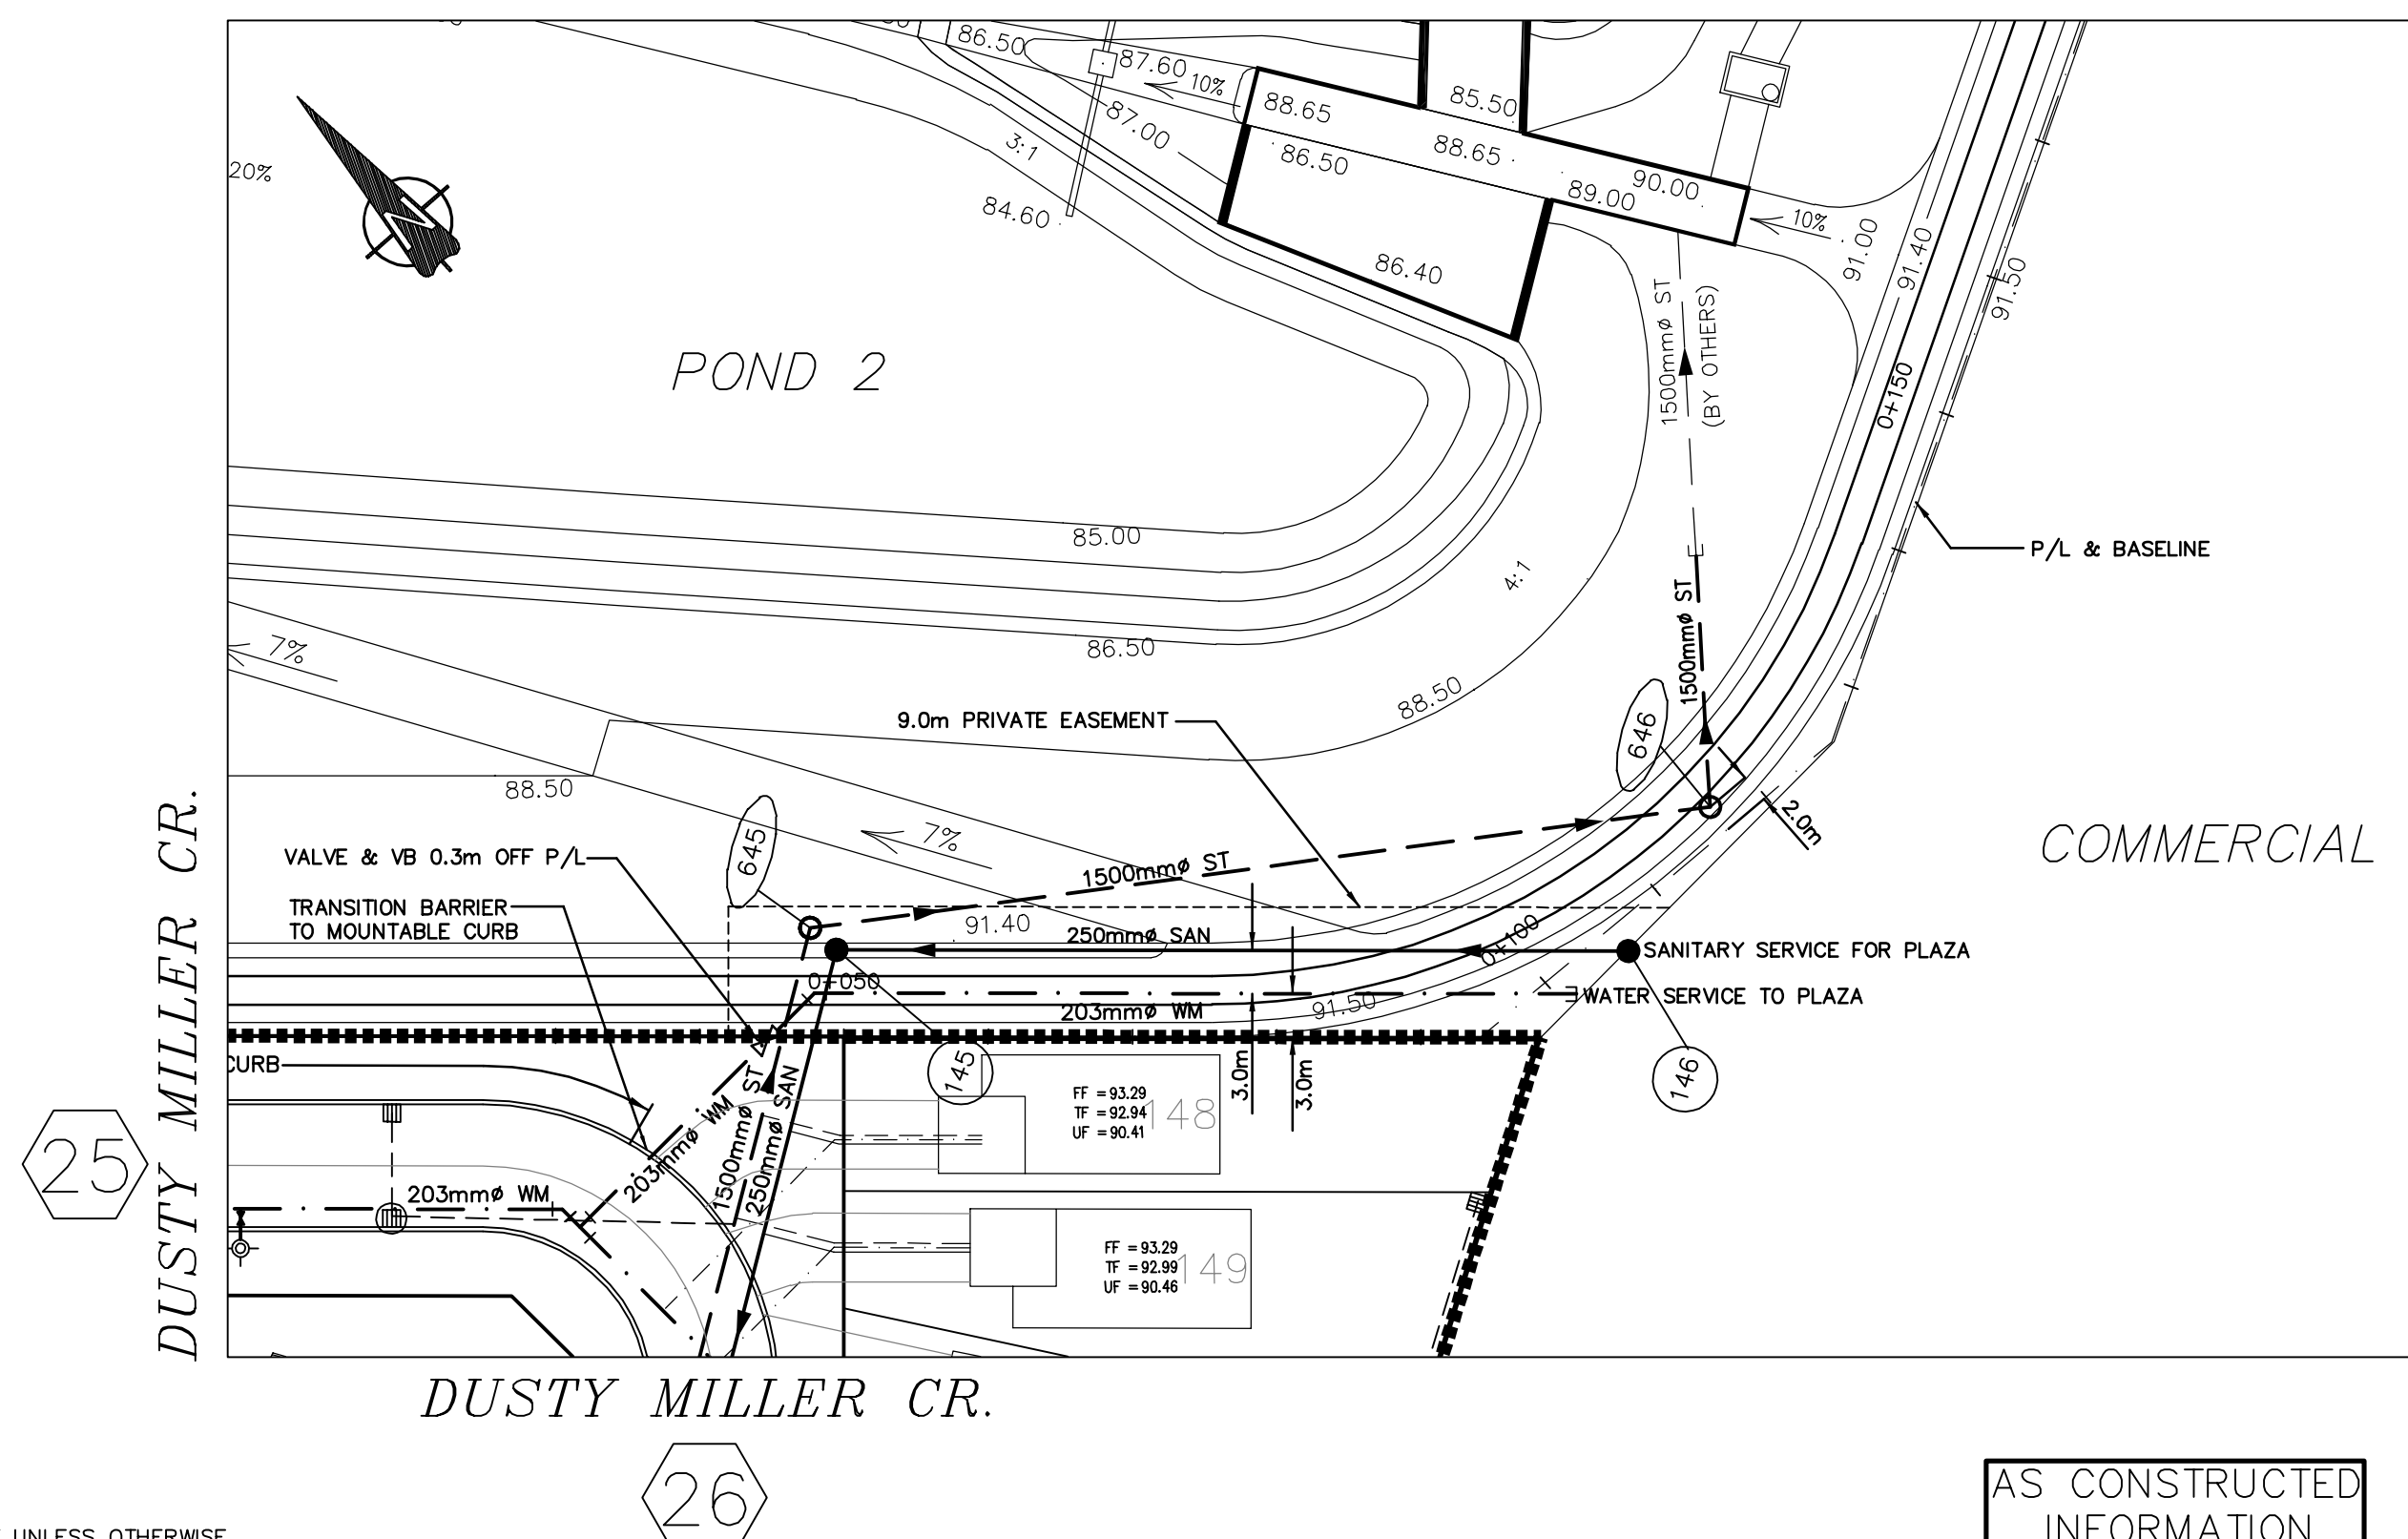 86.50
87.60
10%
88.65
85.50
87.00
3:1
86.50
88.65
90.00
89.00
20%
N
84.60
10%
91.00
91.40
91.50
86.40
1500mmø ST
(BY OTHERS)
POND 2
0+150
85.00
P/L & BASELINE
4:1
1500mmø ST
86.50
7%
88.50
9.0m PRIVATE EASEMENT
646
88.50
2.0m
COMMERCIAL
7%
645
VALVE & VB 0.3m OFF P/L
1500mmø ST
TRANSITION BARRIER
TO MOUNTABLE CURB
91.40
250mmø SAN
0+100
SANITARY SERVICE FOR PLAZA
0+050
203mmø WM
91.50
WATER SERVICE TO PLAZA
CURB
145
146
3.0m
3.0m
FF = 93.29
TF = 92.94
UF = 90.41
148
203mmø WM
1500mmø ST
250mmø SAN
203mmø WM
FF = 93.29
TF = 92.99
UF = 90.46
149
25
DUSTY MILLER CR.
DUSTY MILLER CR.
26
AS CONSTRUCTED
INFORMATION
UNLESS OTHERWISE